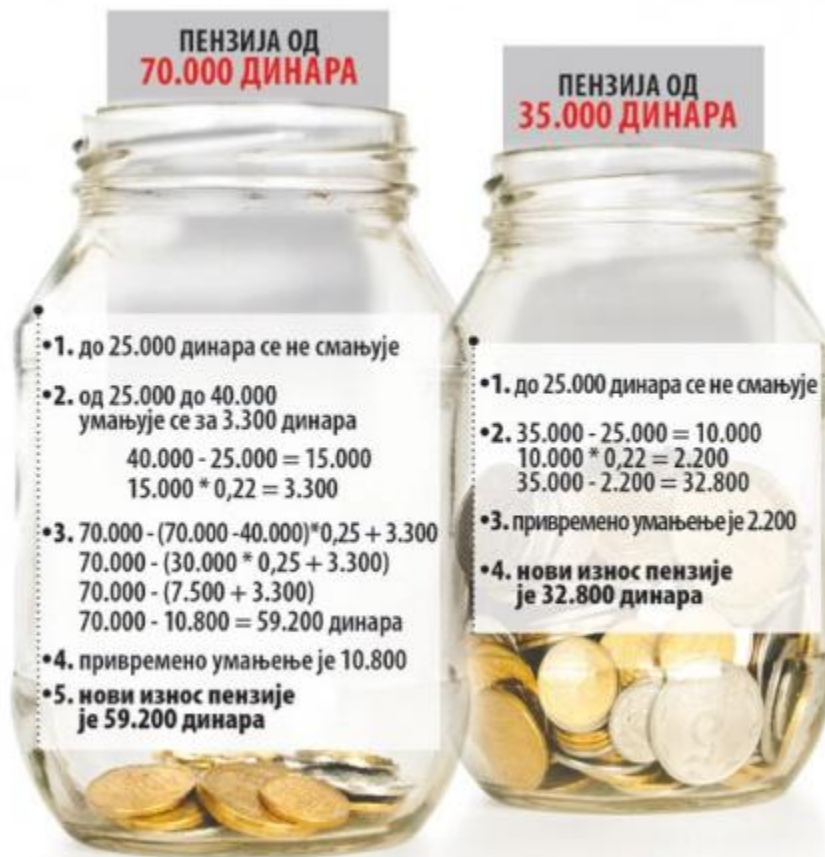 ПЕНЗИЈА ОД
70.000 ДИНАРА
•1. до 25.000 динара се не смањује
•2. од 25.000 до 40.000
умањује се за 3.300 динара
40.000 - 25.000 = 15.000
15.000 * 0,22 = 3.300
•3. 70.000 - (70.000 -40.000)*0,25 + 3.300
70.000 - (30.000 * 0,25 + 3.300)
70.000 - (7.500 + 3.300)
70.000 - 10.800 = 59.200 динара
•4. привремено умањење је 10.800
•5. нови износ пензије
је 59.200 динара
ПЕНЗИЈА ОД
35.000 ДИНАРА
•1. до 25.000 динара се не смањује
•2. 35.000 - 25.000 = 10.000
10.000 * 0,22 = 2.200
35.000 - 2.200 = 32.800
•3. привремено умањење је 2.200
•4. нови износ пензије
је 32.800 динара
5